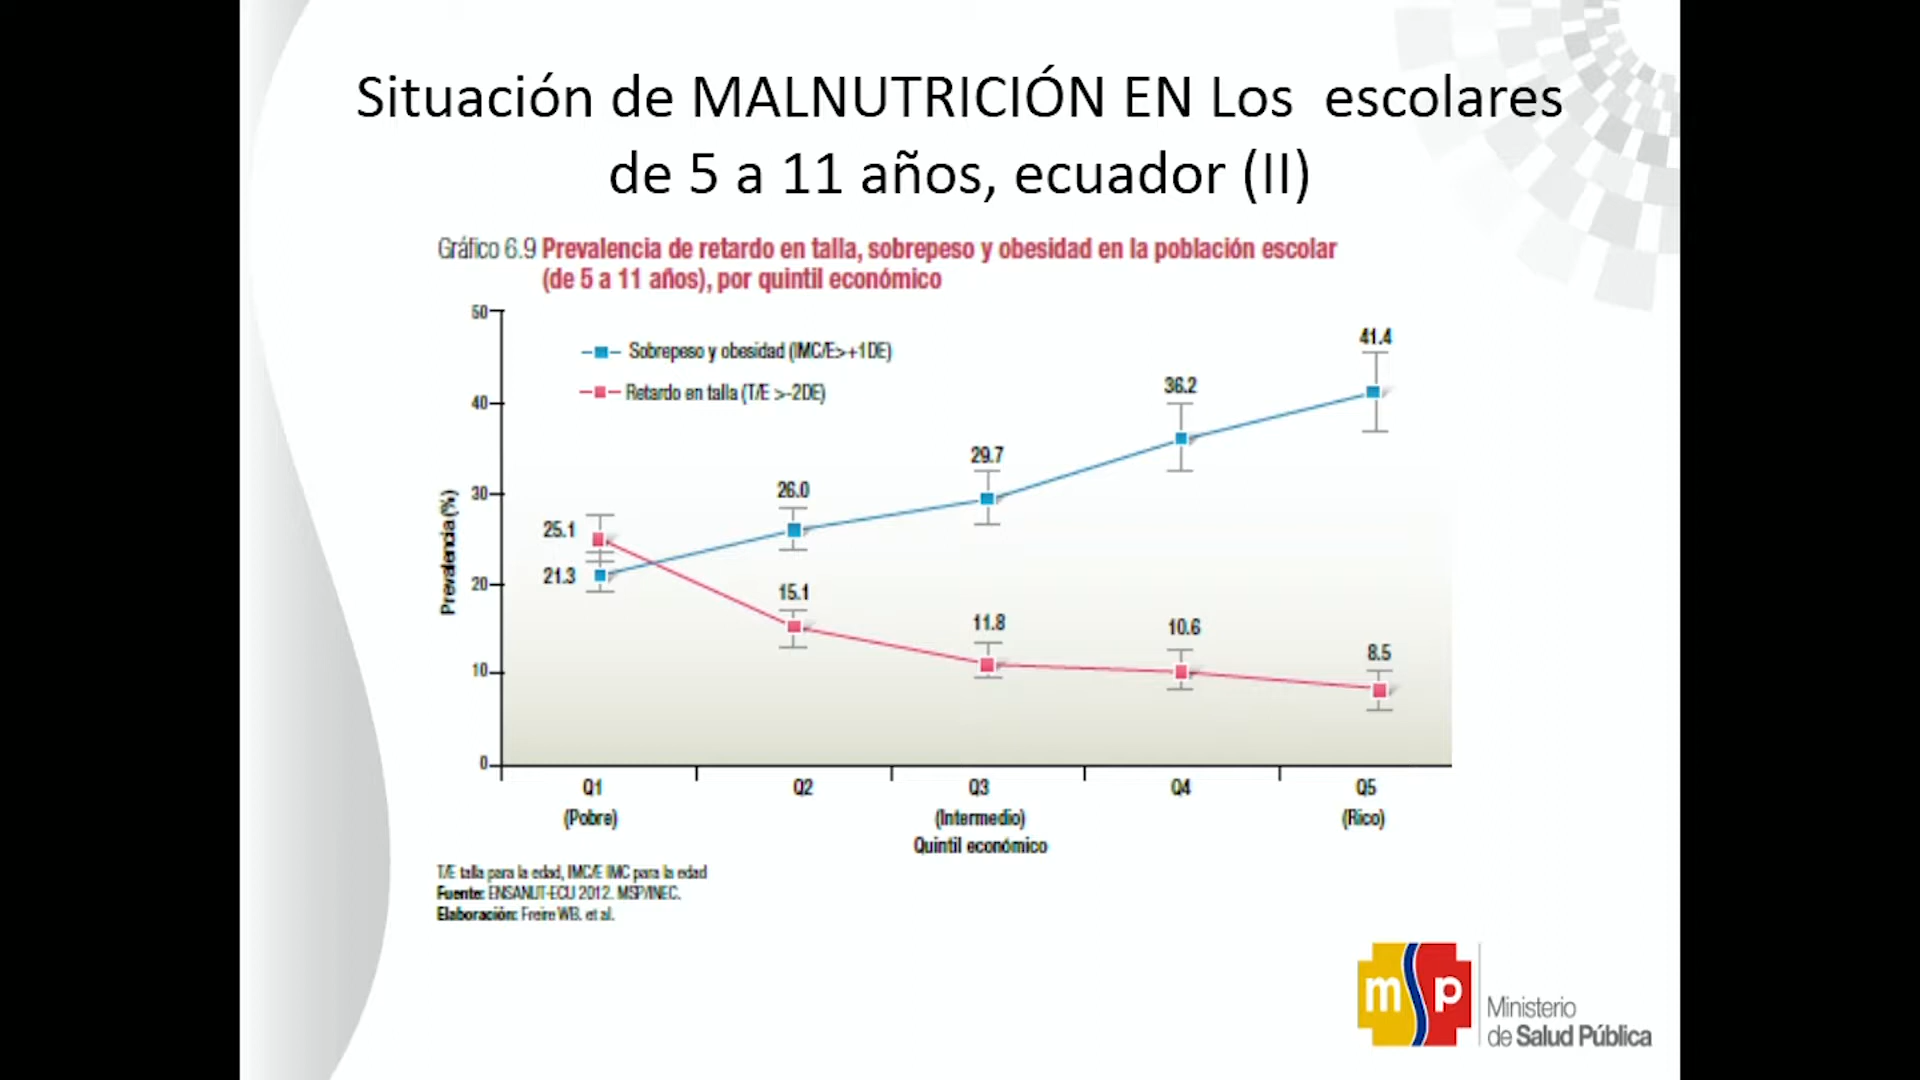 Situación de MALNUTRICIÓN EN Los escolares
de 5 a 11 años, ecuador (II)
Gráfico 6.9 Prevalencia de retardo en talla, sobrepeso y obesidad en la población escolar
(de 5 a 11 años), por quintil económico
50
40
30
20
10
0
Prevalencia (%)
Sobrepeso y obesidad (IMC/E>+1DE)
Retardo en talla (T/E >-2DE)
41.4
36.2
29.7
26.0
25.1
21.3
15.1
11.8
10.6
8.5
Q1 Q2 Q3 Q4 Q5
(Pobre) (Intermedio) (Rico)
Quintil económico
T/E talla para la edad, IMC/E IMC para la edad
Fuente: ENSANUT-ECU 2012. MSP/INEC.
Elaboración: Freire WB. et al.
msp
Ministerio
de Salud Pública